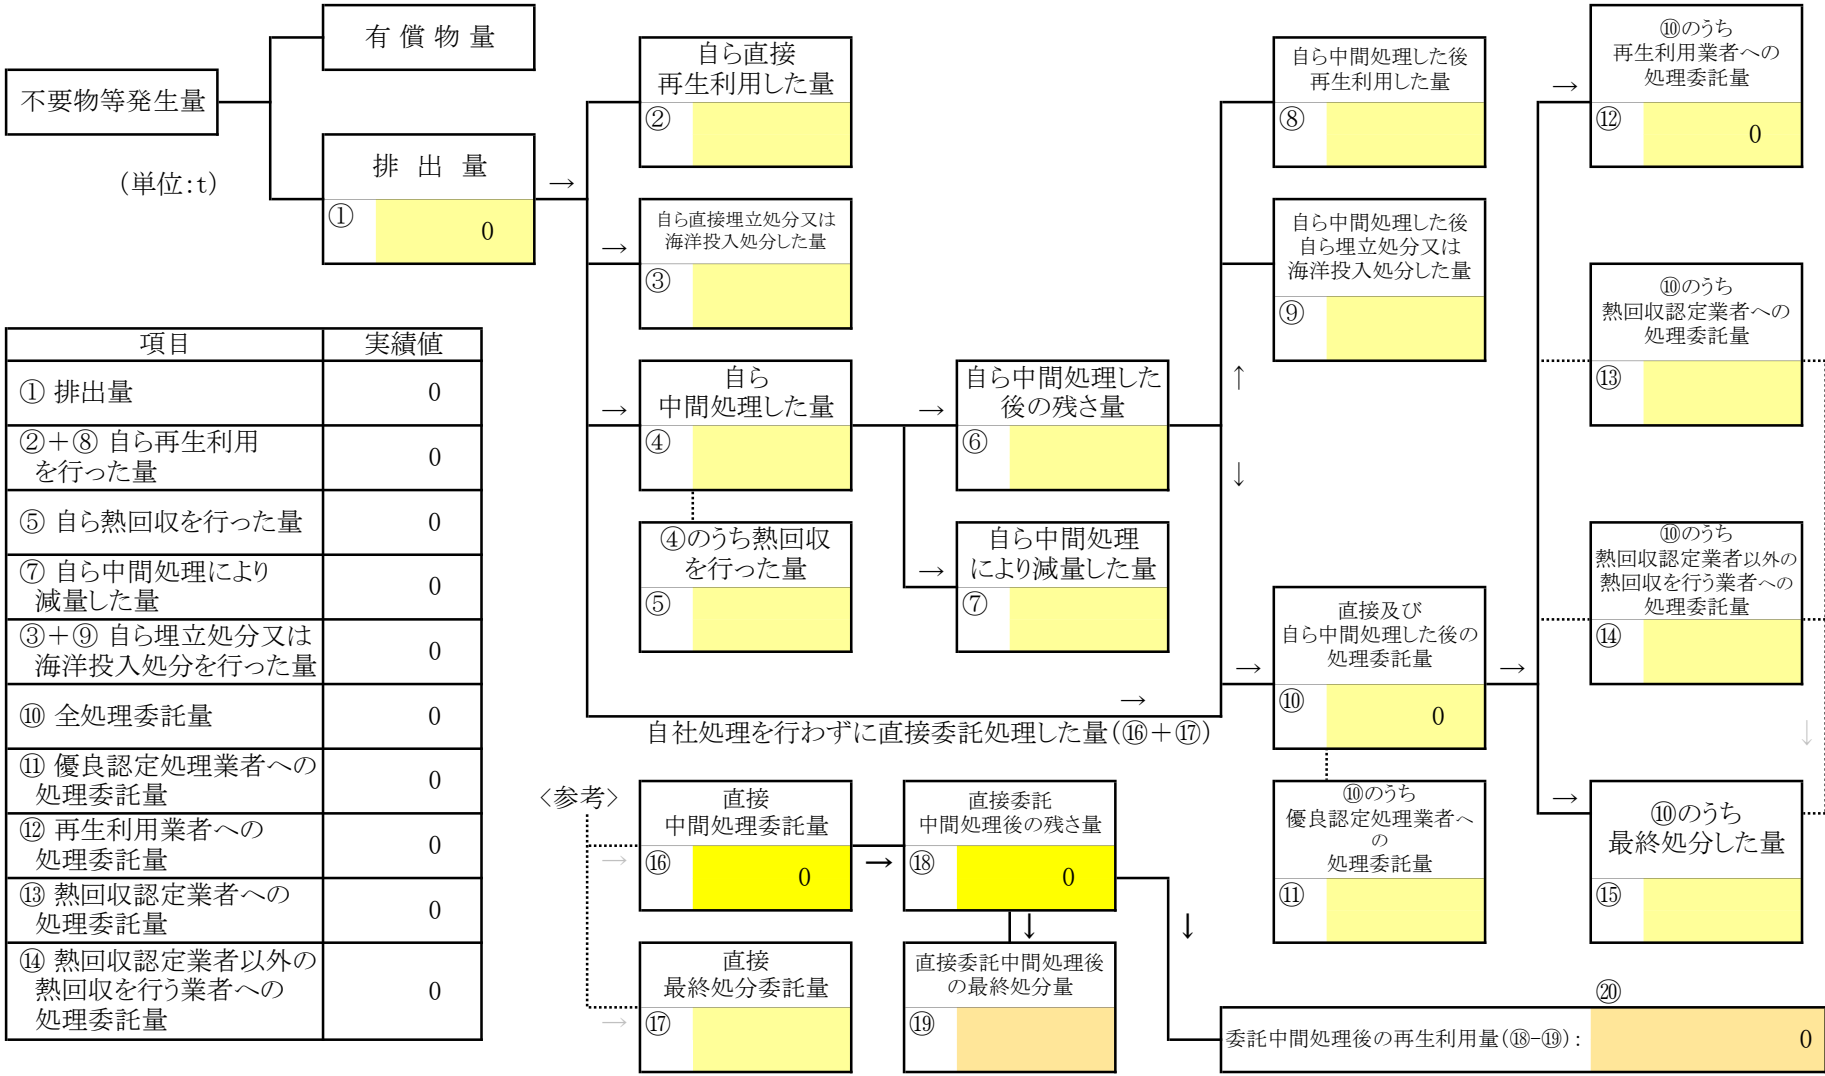 不要物等発生量
(単位:t)
有 償 物 量
排 出 量
→
①
0
自ら直接
再生利用した量
②
→
自ら直接埋立処分又は
海洋投入処分した量
③
→
自ら
中間処理した量
④
④のうち熱回収
を行った量
⑤
→
自ら中間処理した
後の残さ量
⑥
→
自ら中間処理
により減量した量
⑦
自ら中間処理した後
再生利用した量
⑧
自ら中間処理した後
自ら埋立処分又は
海洋投入処分した量
⑨
↑
↓
→
直接及び
自ら中間処理した後の
処理委託量
⑩
0
→
⑩のうち
優良認定処理業者へ
の
処理委託量
⑪
→
⑩のうち
再生利用業者への
処理委託量
⑫
0
⑩のうち
熱回収認定業者への
処理委託量
⑬
⑩のうち
熱回収認定業者以外の
熱回収を行う業者への
処理委託量
⑭
↓
→
⑩のうち
最終処分した量
⑮
→
自社処理を行わずに直接委託処理した量(⑯+⑰)
<参考>
→
直接
中間処理委託量
⑯
0
→
直接委託
中間処理後の残さ量
⑱
0
↓
↓
→
直接
最終処分委託量
⑰
直接委託中間処理後
の最終処分量
⑲
⑳
委託中間処理後の再生利用量(⑱-⑲):
0
項目 実績値
① 排出量 0
②+⑧ 自ら再生利用
を行った量 0
⑤ 自ら熱回収を行った量 0
⑦ 自ら中間処理により
減量した量 0
③+⑨ 自ら埋立処分又は
海洋投入処分を行った量 0
⑩ 全処理委託量 0
⑪ 優良認定処理業者への
処理委託量 0
⑫ 再生利用業者への
処理委託量 0
⑬ 熱回収認定業者への
処理委託量 0
⑭ 熱回収認定業者以外の
熱回収を行う業者への
処理委託量 0